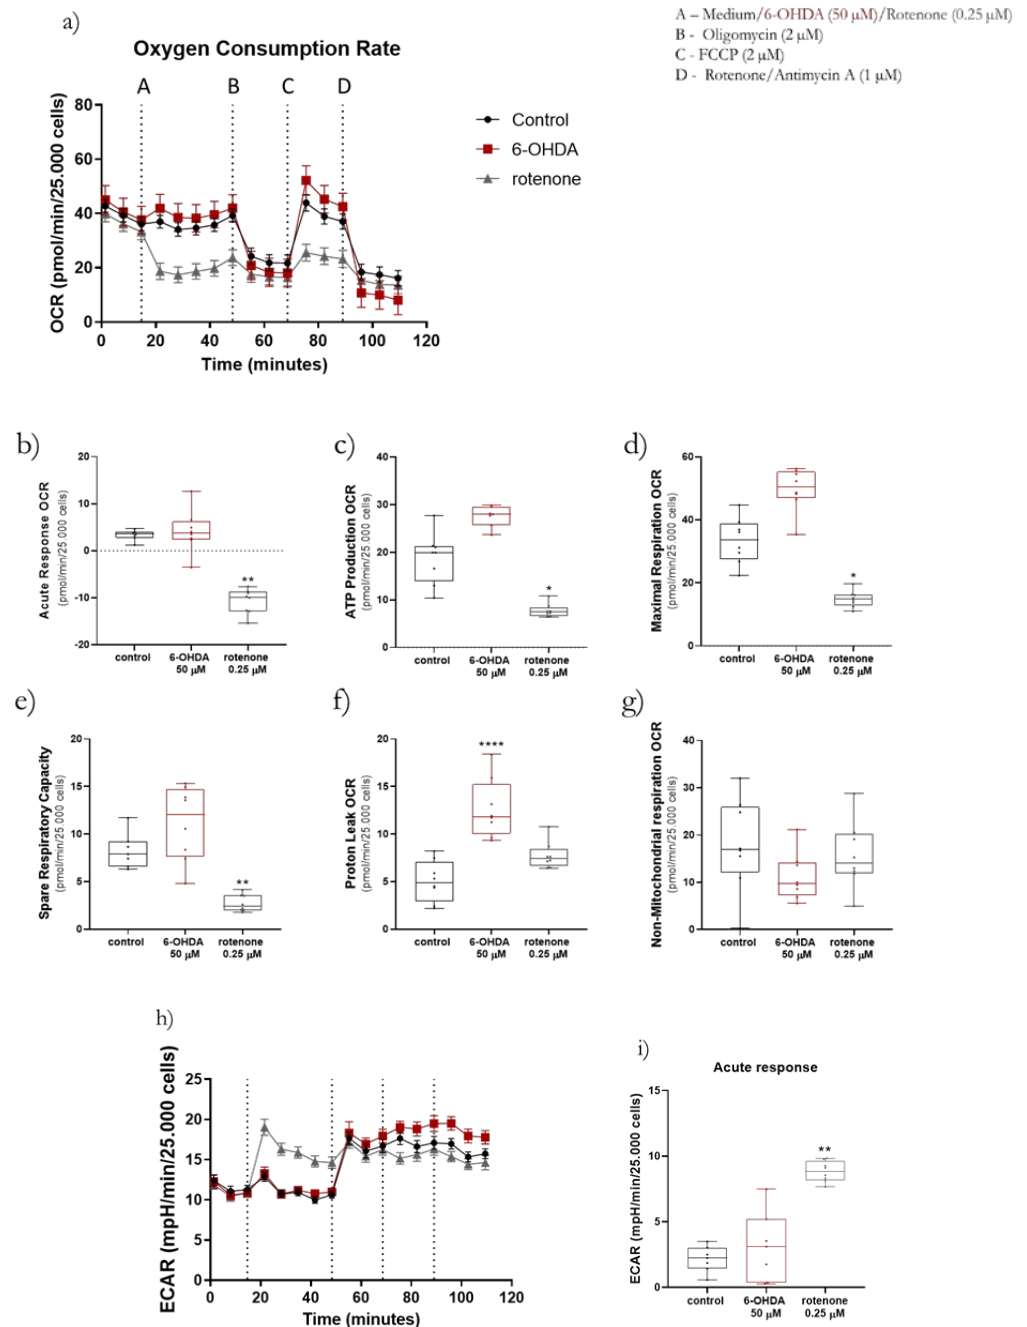 a)
A – Medium/6-OHDA (50 µM)/Rotenone (0.25 µM)
B - Oligomycin (2 µM)
C - FCCP (2 µM)
D - Rotenone/Antimycin A (1 µM)
Oxygen Consumption Rate
A B C D
80
60
40
20
0
OCR (pmol/min/25.000 cells)
0 20 40 60 80 100 120
Time (minutes)
Control
6-OHDA
rotenone
b)
Acute Response OCR
(pmol/min/25.000 cells)
20
10
0
-10
-20
**
control
6-OHDA
50 µM
rotenone
0.25 µM
c)
ATP Production OCR
(pmol/min/25.000 cells)
40
30
20
10
0
*
control
6-OHDA
50 µM
rotenone
0.25 µM
d)
Maximal Respiration OCR
(pmol/min/25.000 cells)
60
40
20
0
*
control
6-OHDA
50 µM
rotenone
0.25 µM
e)
Spare Respiratory Capacity
(pmol/min/25.000 cells)
20
15
10
5
0
**
control
6-OHDA
50 µM
rotenone
0.25 µM
f)
Proton Leak OCR
(pmol/min/25.000 cells)
20
15
10
5
0
****
control
6-OHDA
50 µM
rotenone
0.25 µM
g)
Non-Mitochondrial respiration OCR
(pmol/min/25.000 cells)
40
30
20
10
0
control
6-OHDA
50 µM
rotenone
0.25 µM
h)
ECAR (mpH/min/25.000 cells)
25
20
15
10
5
0
0 20 40 60 80 100 120
Time (minutes)
i)
Acute response
ECAR (mpH/min/25.000 cells)
15
10
5
0
**
control
6-OHDA
50 µM
rotenone
0.25 µM